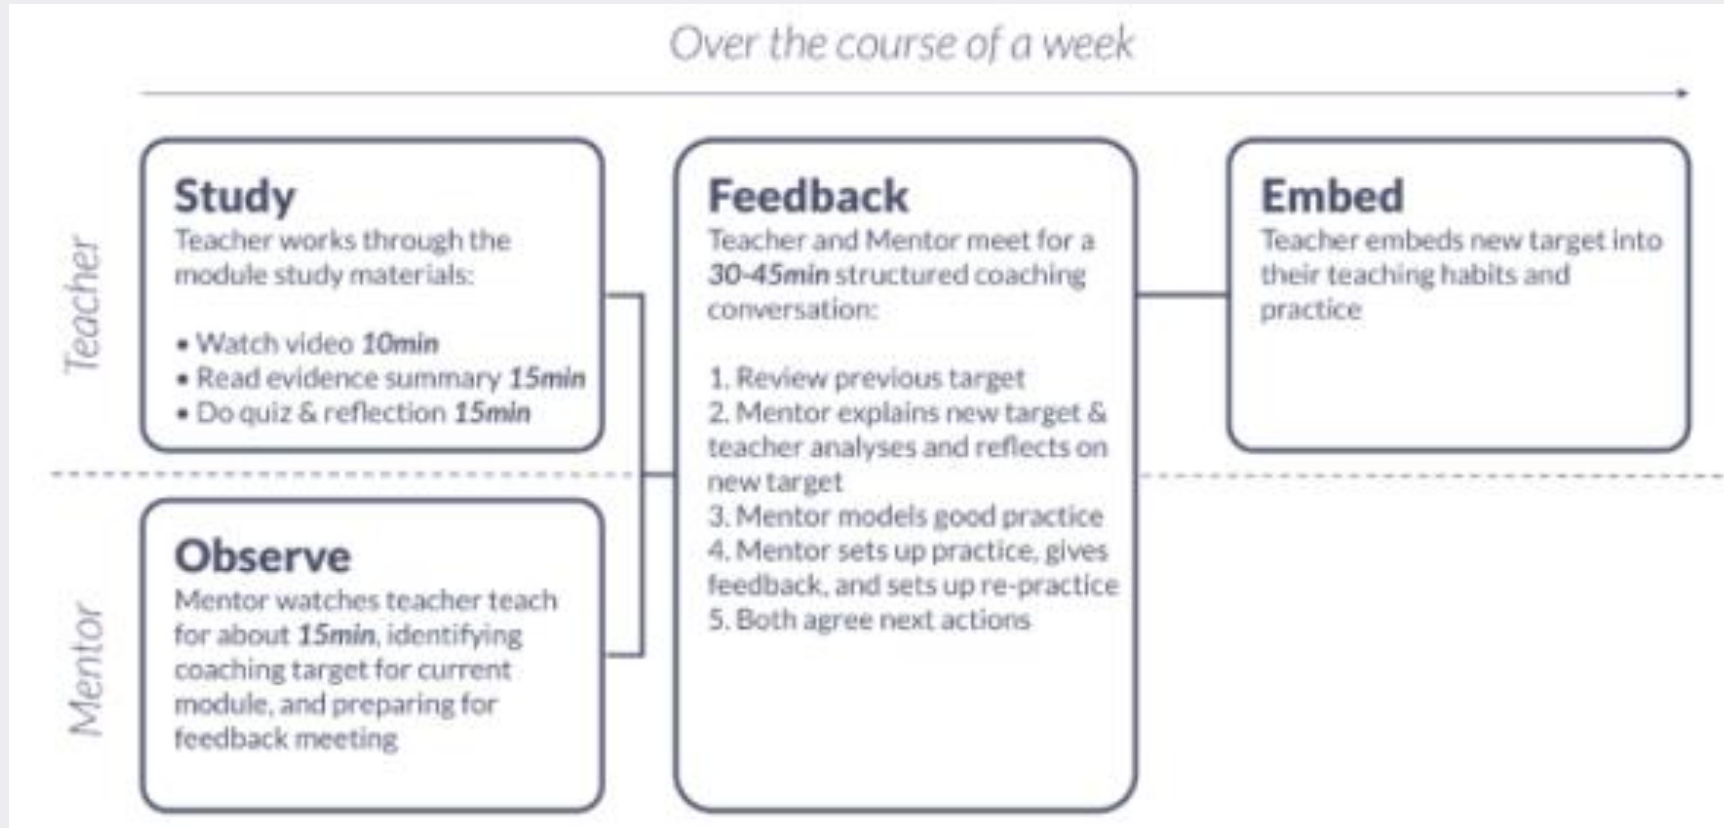 Over the course of a week
Teacher
Study
Teacher works through the
module study materials:
• Watch video 10min
• Read evidence summary 15min
• Do quiz & reflection 15min
Feedback
Teacher and Mentor meet for a
30-45min structured coaching
conversation:
1. Review previous target
2. Mentor explains new target &
teacher analyses and reflects on
new target
3. Mentor models good practice
4. Mentor sets up practice, gives
feedback, and sets up re-practice
5. Both agree next actions
Embed
Teacher embeds new target into
their teaching habits and
practice
Mentor
Observe
Mentor watches teacher teach
for about 15min, identifying
coaching target for current
module, and preparing for
feedback meeting